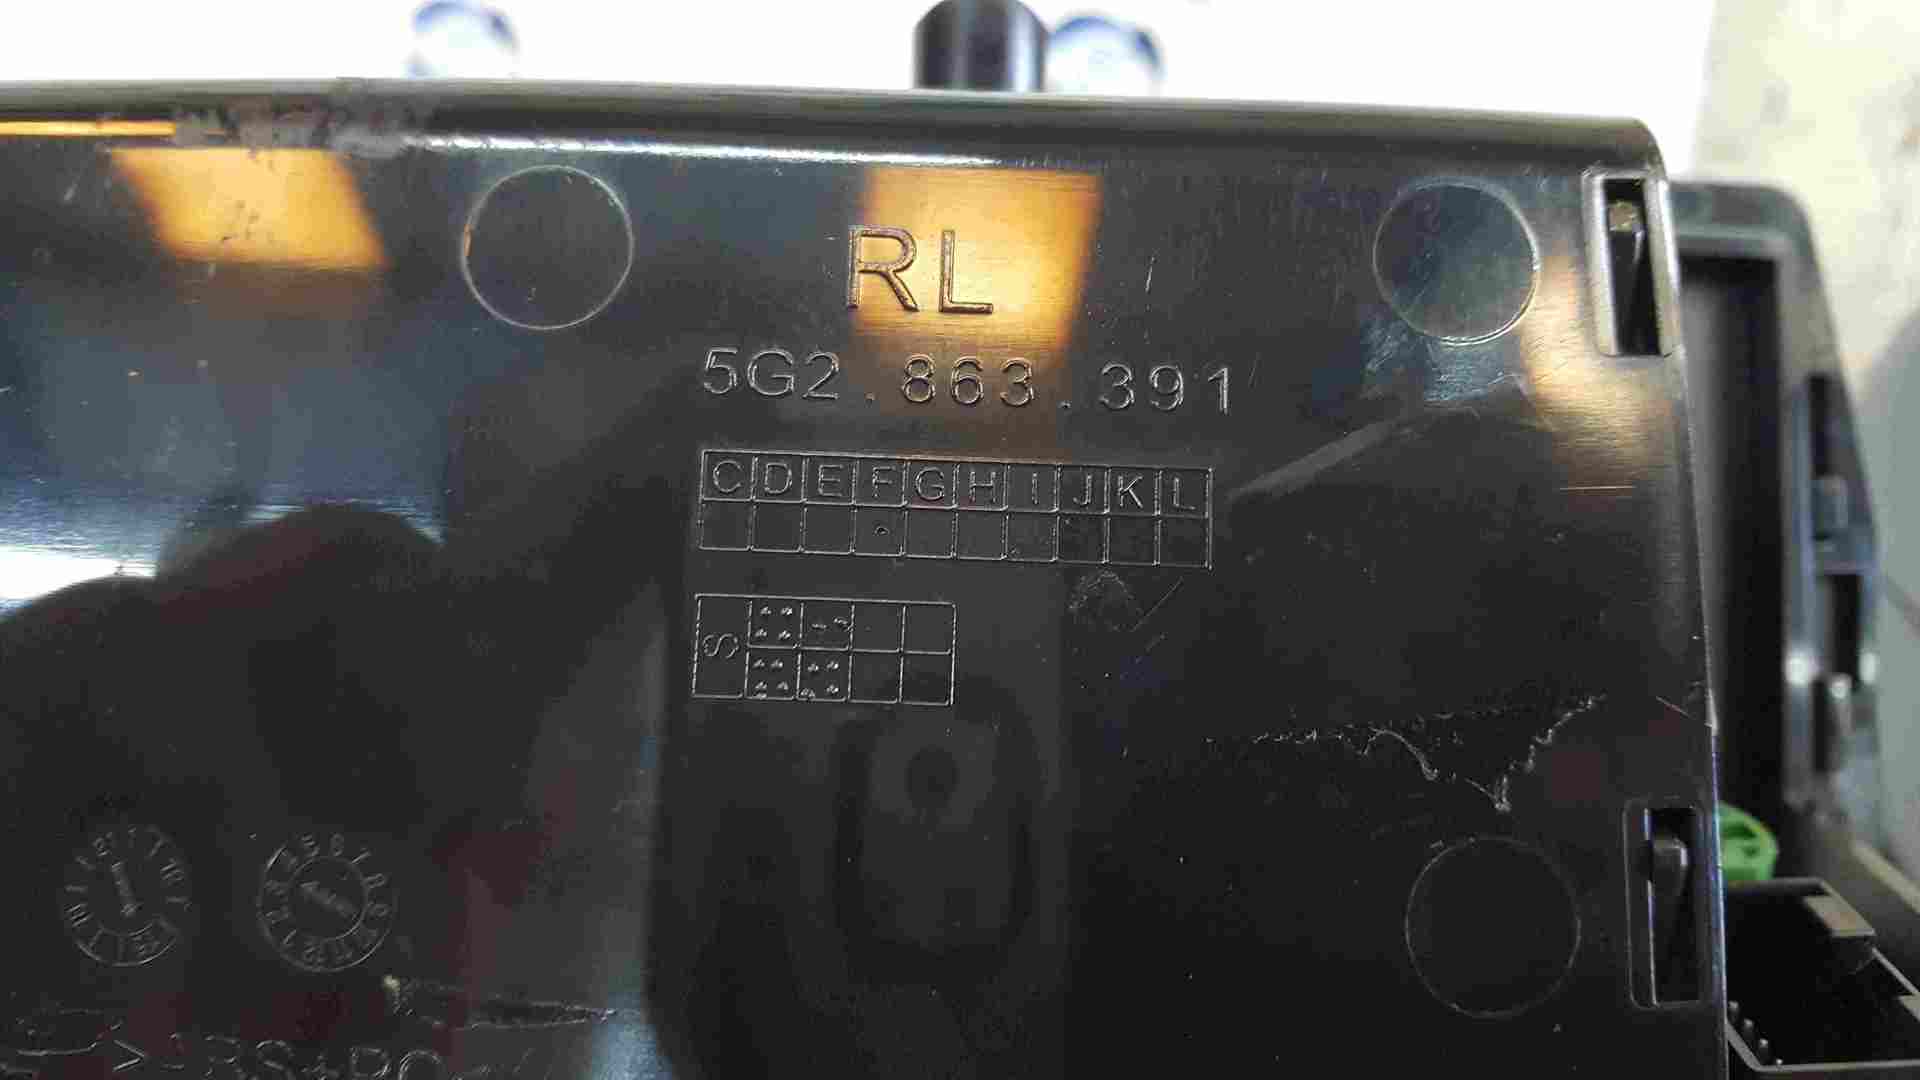 RL
5G2.863.391
C D E F G H I J K L
S